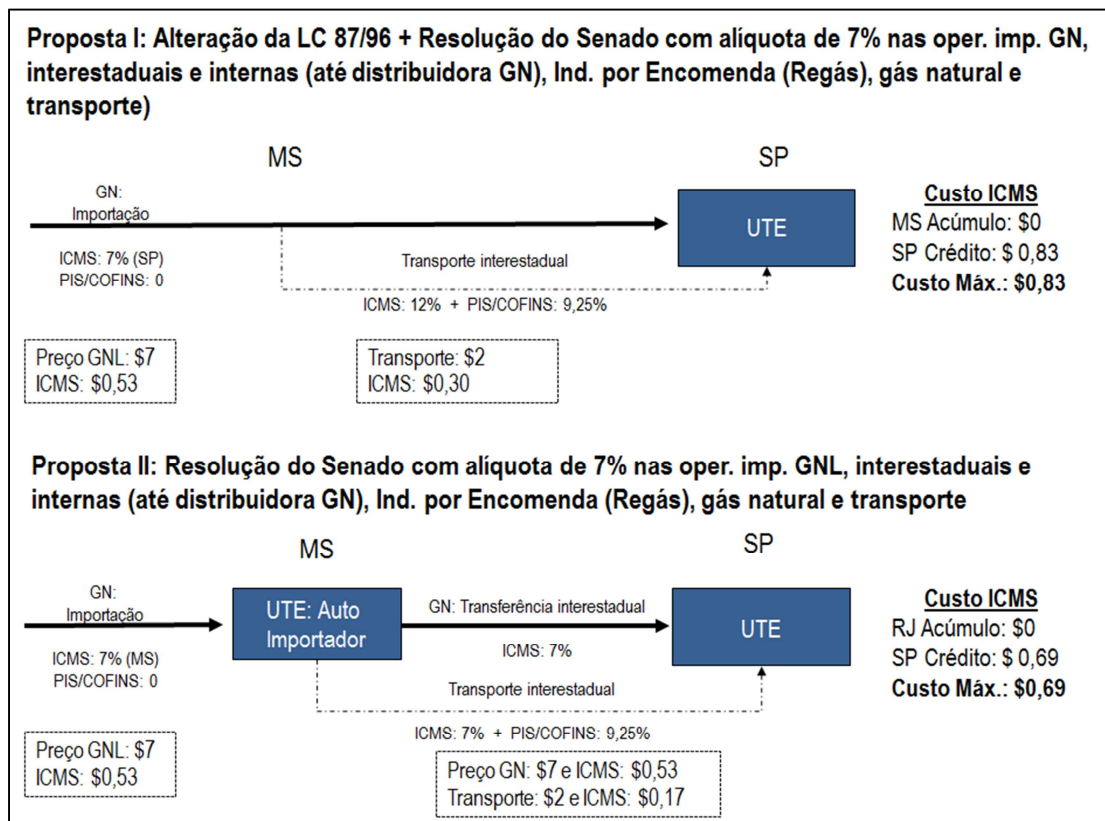 Proposta I: Alteração da LC 87/96 + Resolução do Senado com alíquota de 7% nas oper. imp. GN,
interestaduais e internas (até distribuidora GN), Ind. por Encomenda (Regás), gás natural e
transporte)
MS
SP
GN:
Importação
ICMS: 7% (SP)
PIS/COFINS: 0
Transporte interestadual
ICMS: 12% + PIS/COFINS: 9,25%
UTE
Custo ICMS
MS Acúmulo: $0
SP Crédito: $ 0,83
Custo Máx.: $0,83
Preço GNL: $7
ICMS: $0,53
Transporte: $2
ICMS: $0,30
Proposta II: Resolução do Senado com alíquota de 7% nas oper. imp. GNL, interestaduais e
internas (até distribuidora GN), Ind. por Encomenda (Regás), gás natural e transporte
MS
SP
GN:
Importação
ICMS: 7% (MS)
PIS/COFINS: 0
UTE: Auto
Importador
GN: Transferência interestadual
ICMS: 7%
Transporte interestadual
ICMS: 7% + PIS/COFINS: 9,25%
UTE
Custo ICMS
RJ Acúmulo: $0
SP Crédito: $ 0,69
Custo Máx.: $0,69
Preço GNL: $7
ICMS: $0,53
Preço GN: $7 e ICMS: $0,53
Transporte: $2 e ICMS: $0,17